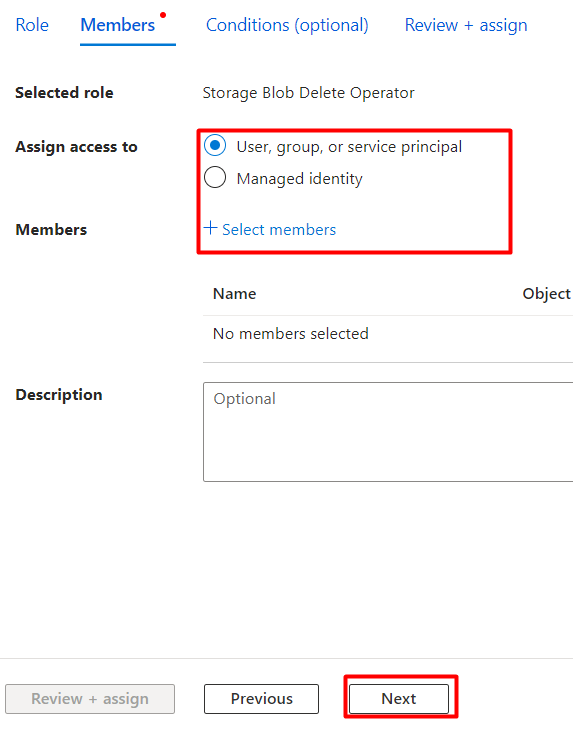 Role Members Conditions (optional) Review + assign
Selected role Storage Blob Delete Operator
Assign access to User, group, or service principal
Managed identity
Members + Select members
Name Object
No members selected
Description Optional
Review + assign Previous Next